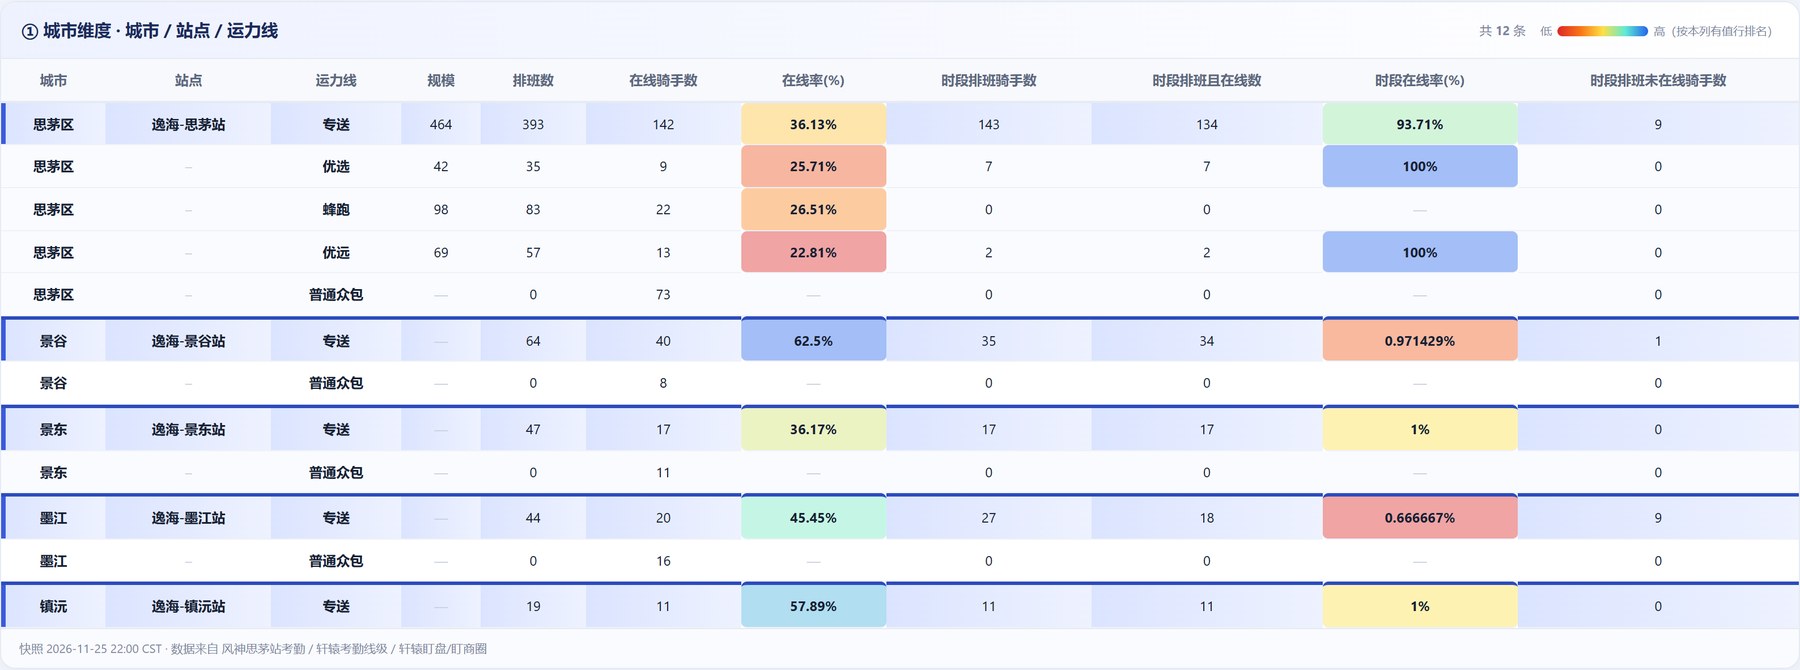 ① 城市维度 · 城市 / 站点 / 运力线
共 12 条 低 高 (按本列有值行排名)
城市 站点 运力线 规模 排班数 在线骑手数 在线率(%) 时段排班骑手数 时段排班且在线数 时段在线率(%) 时段排班未在线骑手数
思茅区 逸海-思茅站 专送 464 393 142 36.13% 143 134 93.71% 9
思茅区 – 优选 42 35 9 25.71% 7 7 100% 0
思茅区 – 蜂跑 98 83 22 26.51% 0 0 — 0
思茅区 – 优远 69 57 13 22.81% 2 2 100% 0
思茅区 – 普通众包 — 0 73 — 0 0 — 0
景谷 逸海-景谷站 专送 — 64 40 62.5% 35 34 0.971429% 1
景谷 – 普通众包 — 0 8 — 0 0 — 0
景东 逸海-景东站 专送 — 47 17 36.17% 17 17 1% 0
景东 – 普通众包 — 0 11 — 0 0 — 0
墨江 逸海-墨江站 专送 — 44 20 45.45% 27 18 0.666667% 9
墨江 – 普通众包 — 0 16 — 0 0 — 0
镇沅 逸海-镇沅站 专送 — 19 11 57.89% 11 11 1% 0
快照 2026-11-25 22:00 CST · 数据来自 风神思茅站考勤 / 轩辕考勤线级 / 轩辕盯盘/盯商圈